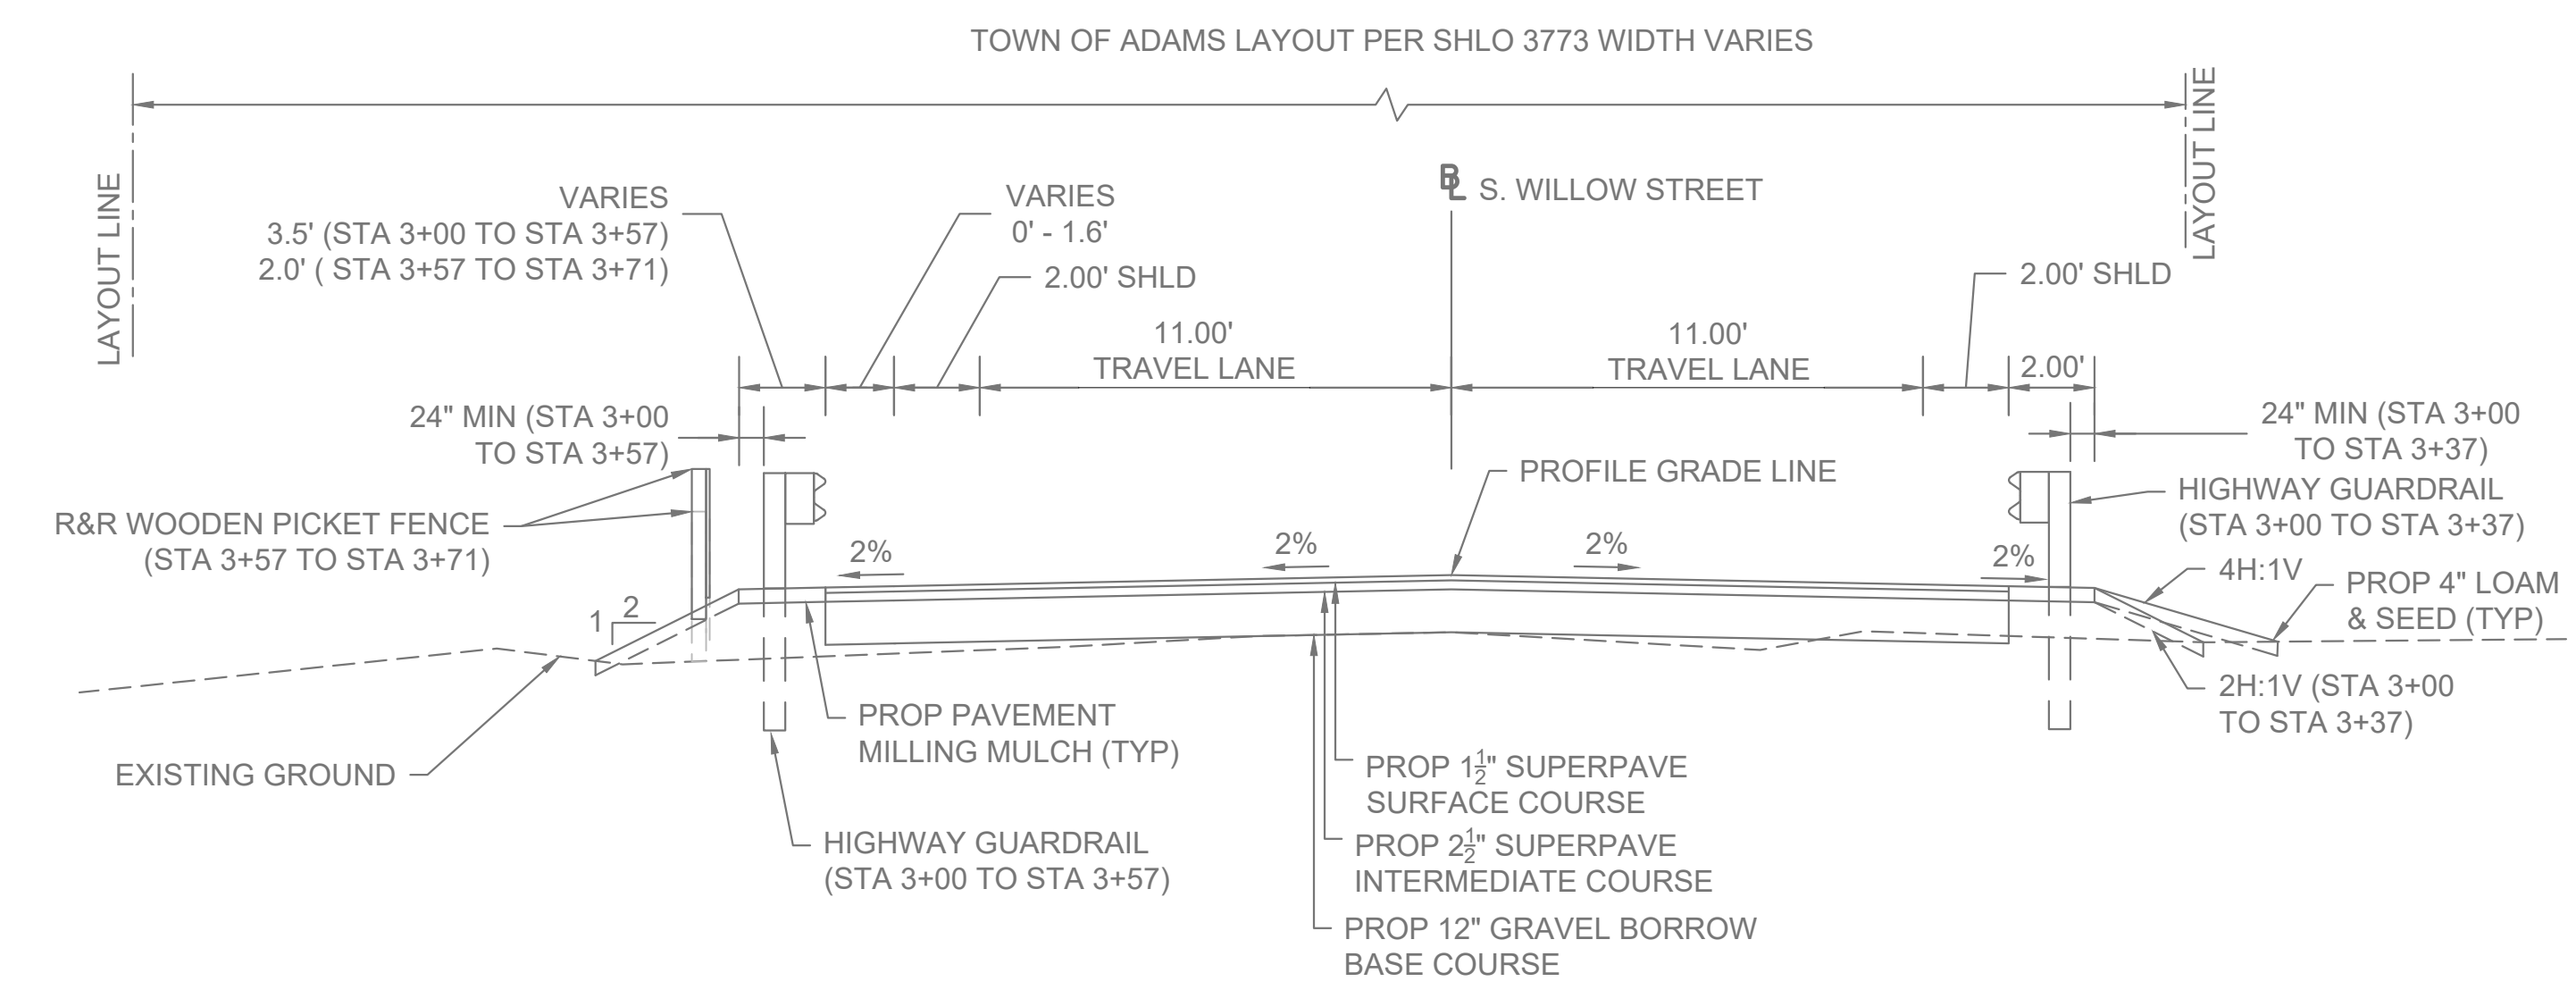 TOWN OF ADAMS LAYOUT PER SHLO 3773 WIDTH VARIES
LAYOUT LINE
LAYOUT LINE
VARIES
3.5' (STA 3+00 TO STA 3+57)
2.0' ( STA 3+57 TO STA 3+71)
VARIES
0' - 1.6'
2.00' SHLD
BL S. WILLOW STREET
2.00' SHLD
11.00'
TRAVEL LANE
11.00'
TRAVEL LANE
2.00'
24" MIN (STA 3+00
TO STA 3+57)
24" MIN (STA 3+00
TO STA 3+37)
PROFILE GRADE LINE
R&R WOODEN PICKET FENCE
(STA 3+57 TO STA 3+71)
HIGHWAY GUARDRAIL
(STA 3+00 TO STA 3+37)
2%
2%
2%
2%
4H:1V
PROP 4" LOAM
& SEED (TYP)
1
2
2H:1V (STA 3+00
TO STA 3+37)
EXISTING GROUND
PROP PAVEMENT
MILLING MULCH (TYP)
HIGHWAY GUARDRAIL
(STA 3+00 TO STA 3+57)
PROP 1½" SUPERPAVE
SURFACE COURSE
PROP 2½" SUPERPAVE
INTERMEDIATE COURSE
PROP 12" GRAVEL BORROW
BASE COURSE